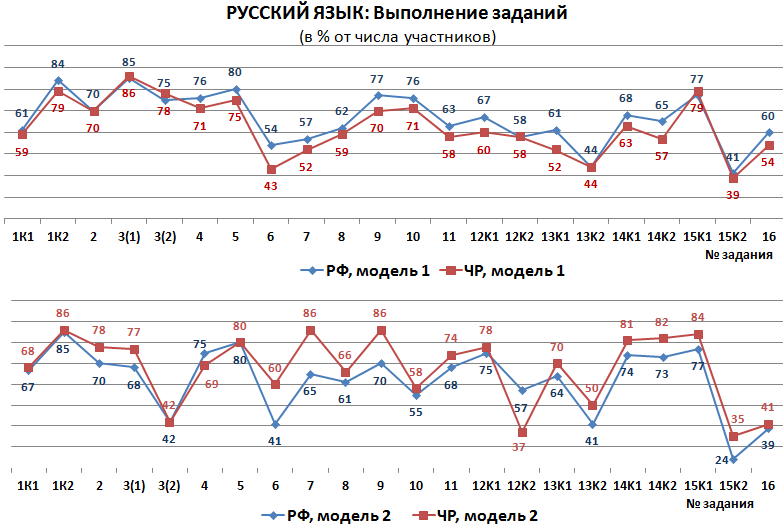 РУССКИЙ ЯЗЫК: Выполнение заданий
(в % от числа участников)
61 84 70 85 75 76 80 54 57 62 77 76 63 67 58 61 44 68 65 77 41 60
59 79 70 86 78 71 75 43 52 59 70 71 58 60 58 52 44 63 57 79 39 54
1К1 1К2 2 3(1) 3(2) 4 5 6 7 8 9 10 11 12К1 12К2 13К1 13К2 14К1 14К2 15К1 15К2 16
№ задания
РФ, модель 1 ЧР, модель 1
68 86 78 77 42 69 80 60 86 66 86 58 74 78 37 70 50 81 82 84 35 41
67 85 70 68 42 75 80 41 65 61 70 55 68 75 57 64 41 74 73 77 24 39
1К1 1К2 2 3(1) 3(2) 4 5 6 7 8 9 10 11 12К1 12К2 13К1 13К2 14К1 14К2 15К1 15К2 16
№ задания
РФ, модель 2 ЧР, модель 2